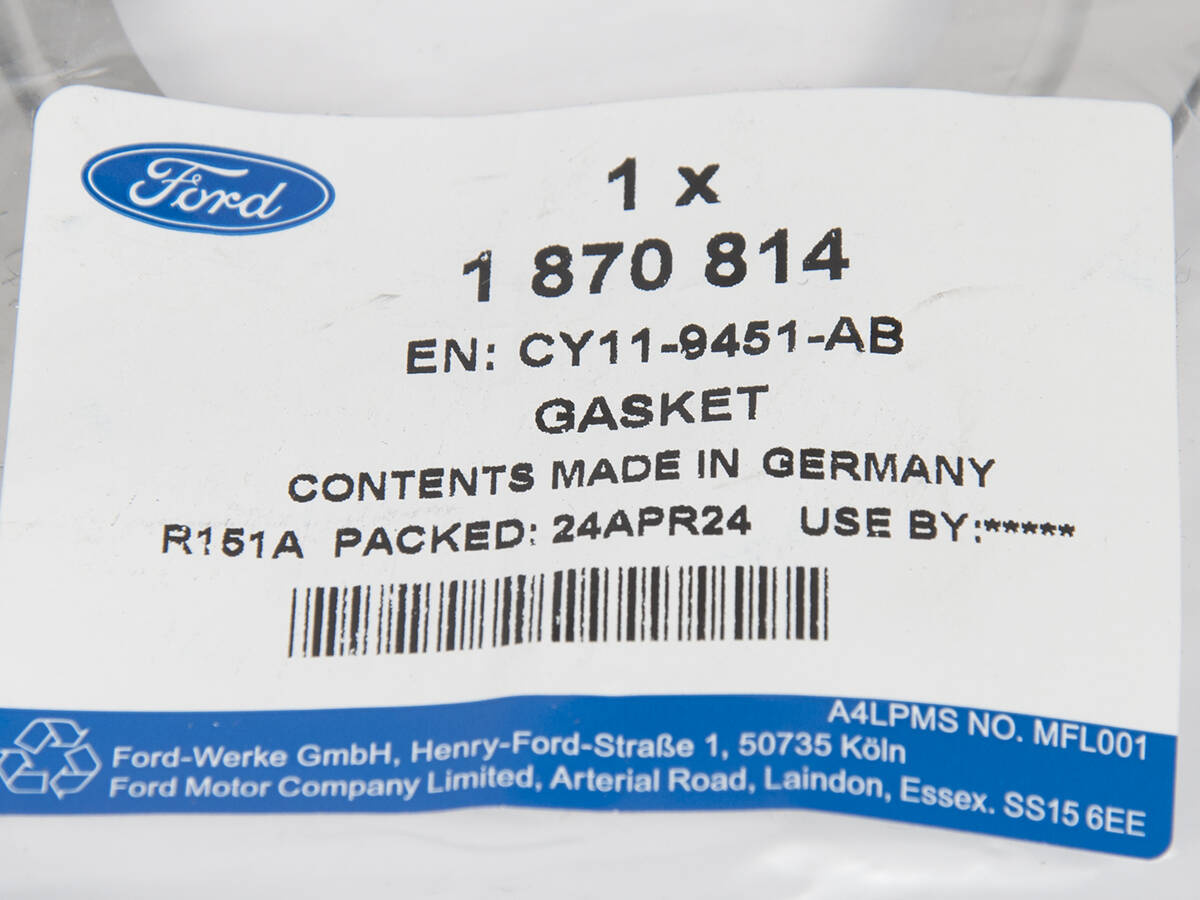 Ford
1 x
1 870 814
EN: CY11-9451-AB
GASKET
CONTENTS MADE IN GERMANY
R151A PACKED: 24APR24 USE BY:*****
A4LPMS NO. MFL001
Ford-Werke GmbH, Henry-Ford-Straße 1, 50735 Köln
Ford Motor Company Limited, Arterial Road, Laindon, Essex. SS15 6EE